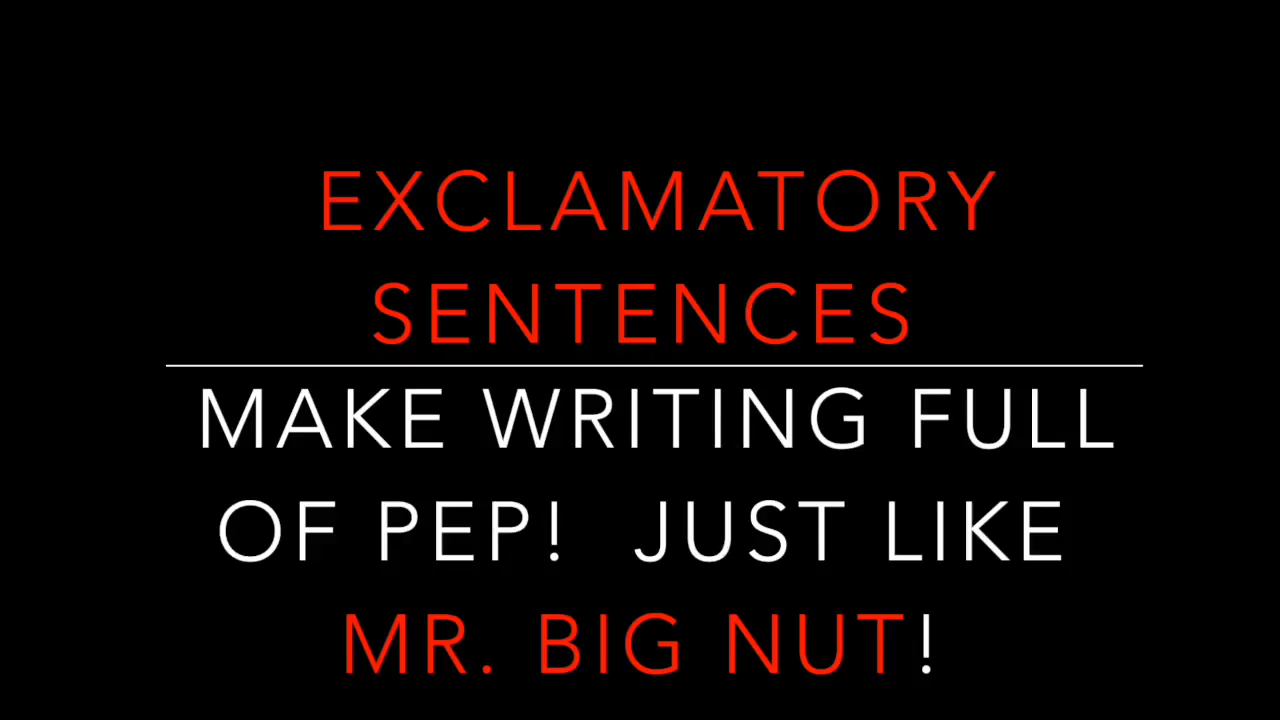 EXCLAMATORY
SENTENCES
MAKE WRITING FULL
OF PEP!  JUST LIKE
MR. BIG NUT!